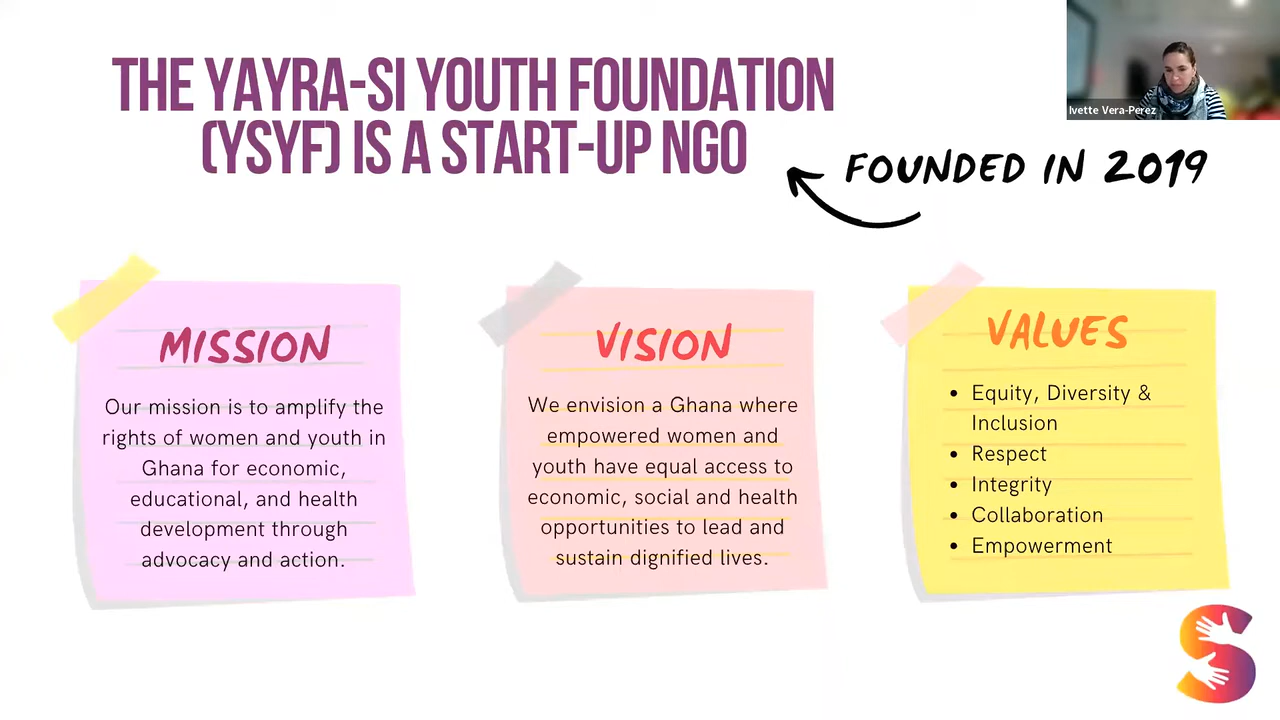 THE YAYRA-SI YOUTH FOUNDATION
(YSYF) IS A START-UP NGO
FOUNDED IN 2019
Ivette Vera-Perez
MISSION
Our mission is to amplify the
rights of women and youth in
Ghana for economic,
educational, and health
development through
advocacy and action.
VISION
We envision a Ghana where
empowered women and
youth have equal access to
economic, social and health
opportunities to lead and
sustain dignified lives.
VALUES
• Equity, Diversity &
Inclusion
• Respect
• Integrity
• Collaboration
• Empowerment
S